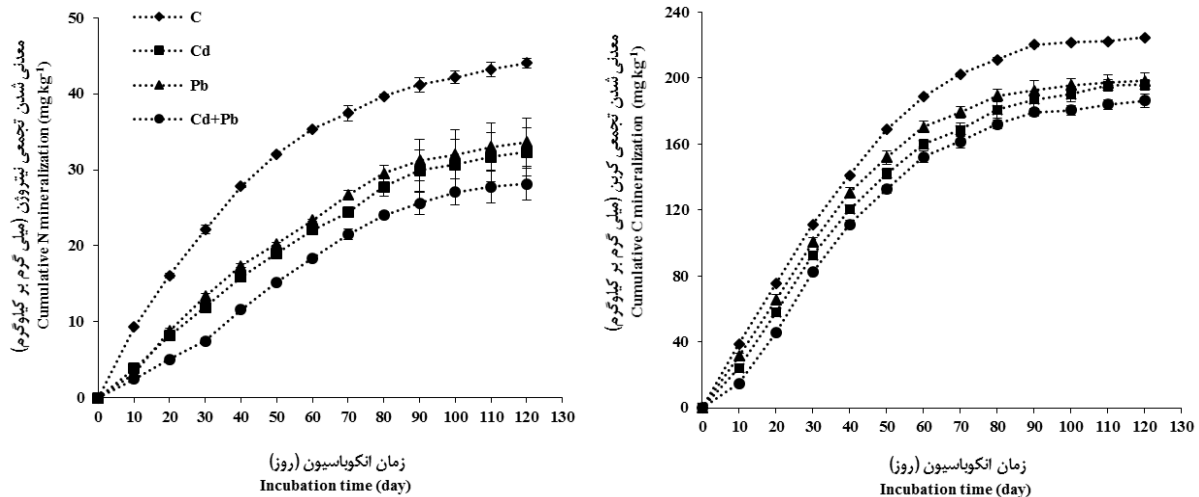 معدنی شدن تجمعی نیتروژن (میلی گرم بر کیلوگرم)
Cumulative N mineralization (mg kg⁻¹)
50
40
30
20
10
0
C
Cd
Pb
Cd+Pb
0 10 20 30 40 50 60 70 80 90 100 110 120 130
زمان انکوباسیون (روز)
Incubation time (day)
معدنی شدن تجمعی کربن (میلی گرم بر کیلوگرم)
Cumulative C mineralization (mg kg⁻¹)
240
200
160
120
80
40
0
0 10 20 30 40 50 60 70 80 90 100 110 120 130
زمان انکوباسیون (روز)
Incubation time (day)